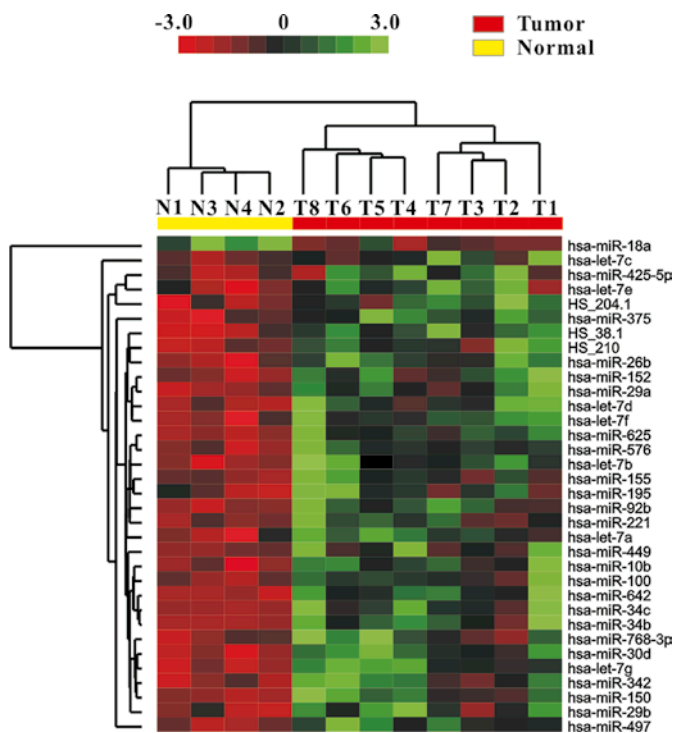 -3.0 0 3.0
Tumor
Normal
N1 N3 N4 N2 T8 T6 T5 T4 T7 T3 T2 T1
hsa-miR-18a
hsa-let-7c
hsa-miR-425-5p
hsa-let-7e
HS_204.1
hsa-miR-375
HS_38.1
HS_210
hsa-miR-26b
hsa-miR-152
hsa-miR-29a
hsa-let-7d
hsa-let-7f
hsa-miR-625
hsa-miR-576
hsa-let-7b
hsa-miR-155
hsa-miR-195
hsa-miR-92b
hsa-miR-221
hsa-let-7a
hsa-miR-449
hsa-miR-10b
hsa-miR-100
hsa-miR-642
hsa-miR-34c
hsa-miR-34b
hsa-miR-768-3p
hsa-miR-30d
hsa-let-7g
hsa-miR-342
hsa-miR-150
hsa-miR-29b
hsa-miR-497